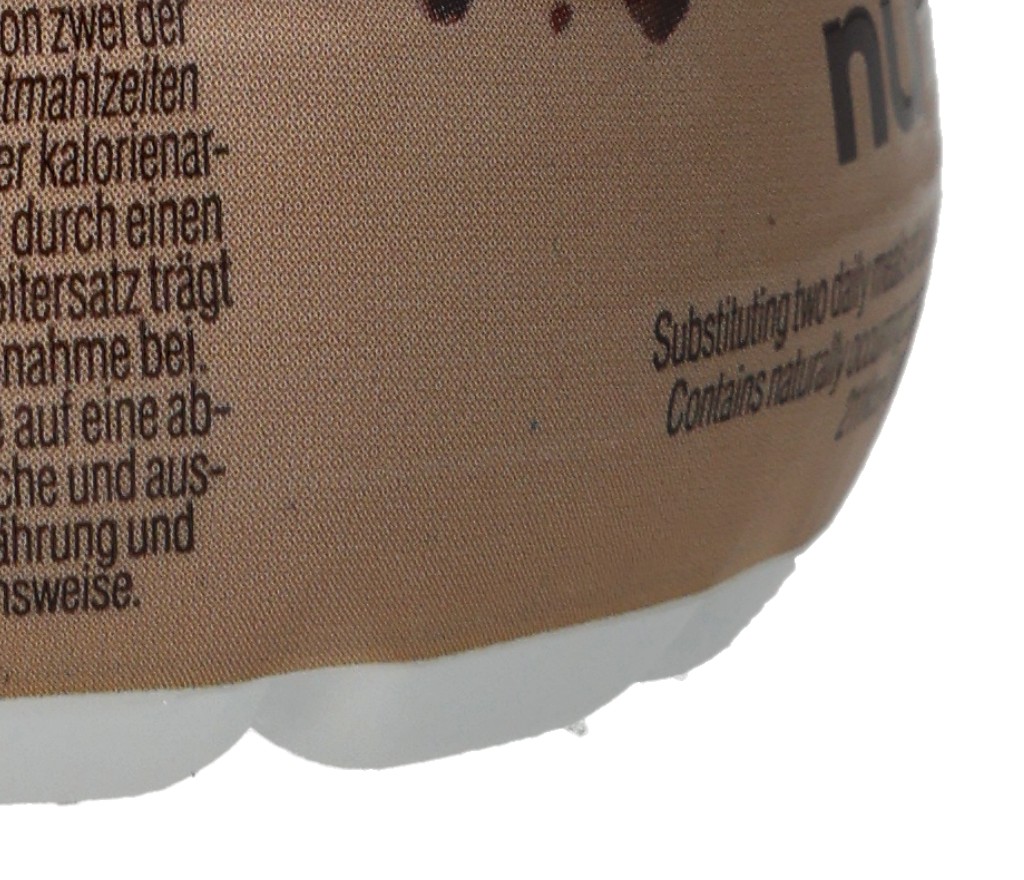 on zwei der
tmahlzeiten
er kalorienar-
durch einen
eitersatz trägt
nahme bei.
auf eine ab-
che und aus-
ährung und
nsweise.
nu
Substituting two daily meals
Contains naturally